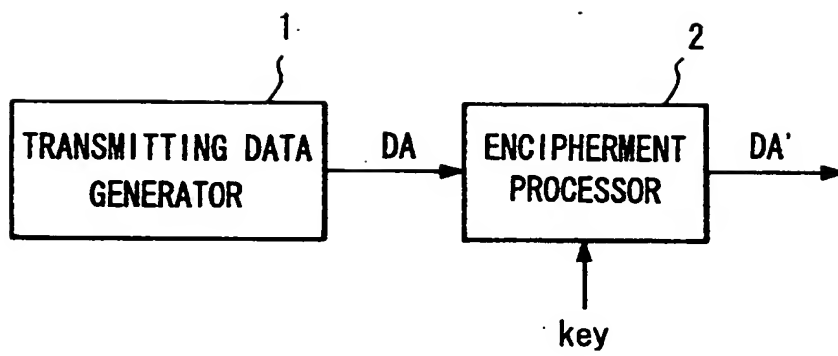 1
2
TRANSMITTING DATA
GENERATOR
DA
ENCIPHERMENT
PROCESSOR
DA'
key